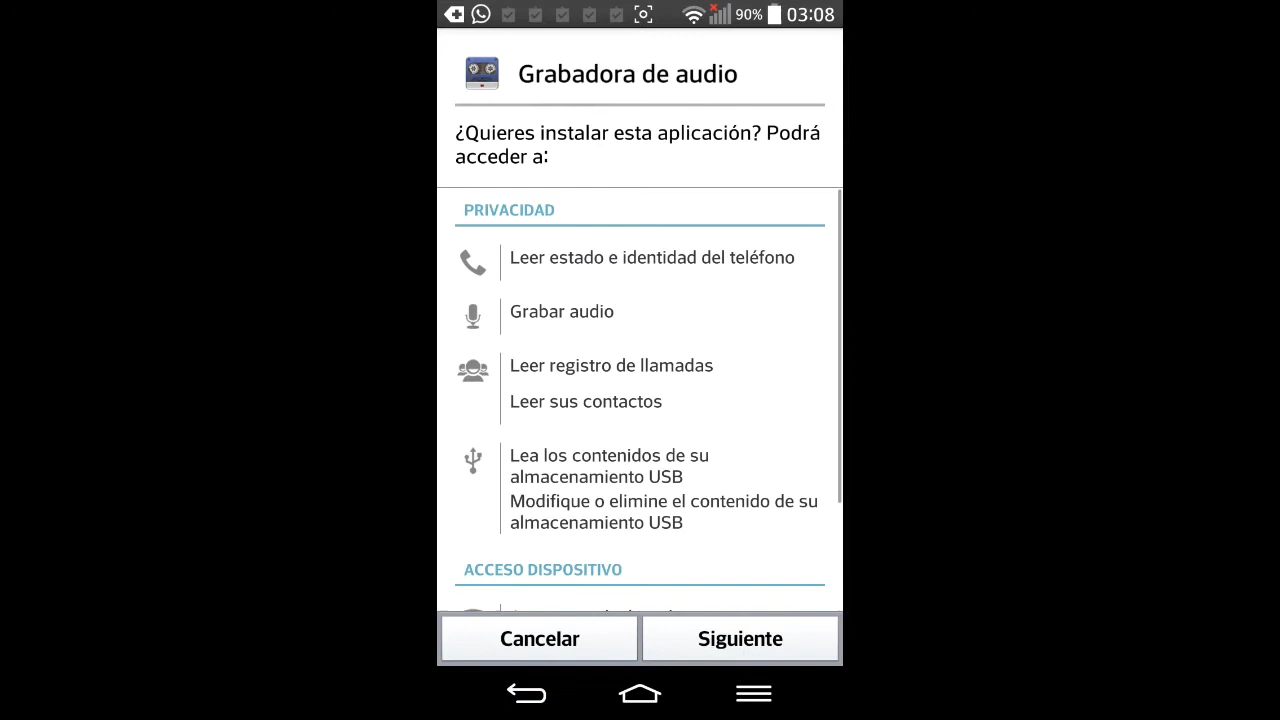 90% 03:08
Grabadora de audio
¿Quieres instalar esta aplicación? Podrá
acceder a:
PRIVACIDAD
Leer estado e identidad del teléfono
Grabar audio
Leer registro de llamadas
Leer sus contactos
Lea los contenidos de su
almacenamiento USB
Modifique o elimine el contenido de su
almacenamiento USB
ACCESO DISPOSITIVO
Cancelar
Siguiente